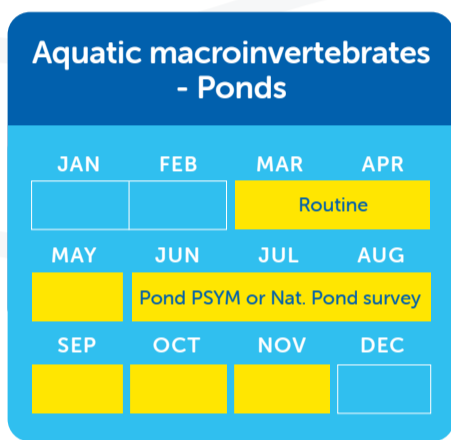 Aquatic macroinvertebrates
- Ponds
JAN FEB MAR APR
Routine
MAY JUN JUL AUG
Pond PSYM or Nat. Pond survey
SEP OCT NOV DEC